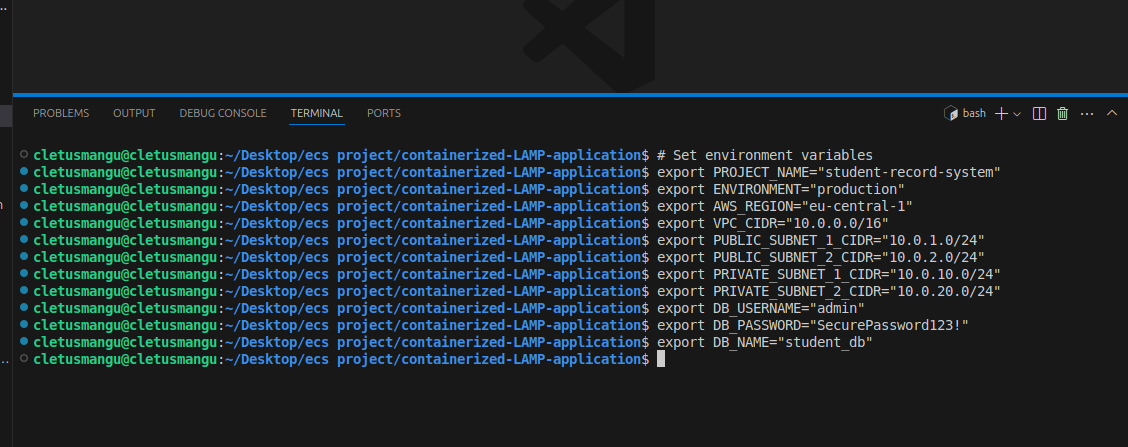 PROBLEMS OUTPUT DEBUG CONSOLE TERMINAL PORTS bash
cletusmangu@cletusmangu:~/Desktop/ecs project/containerized-LAMP-application$ # Set environment variables
cletusmangu@cletusmangu:~/Desktop/ecs project/containerized-LAMP-application$ export PROJECT_NAME="student-record-system"
cletusmangu@cletusmangu:~/Desktop/ecs project/containerized-LAMP-application$ export ENVIRONMENT="production"
cletusmangu@cletusmangu:~/Desktop/ecs project/containerized-LAMP-application$ export AWS_REGION="eu-central-1"
cletusmangu@cletusmangu:~/Desktop/ecs project/containerized-LAMP-application$ export VPC_CIDR="10.0.0.0/16"
cletusmangu@cletusmangu:~/Desktop/ecs project/containerized-LAMP-application$ export PUBLIC_SUBNET_1_CIDR="10.0.1.0/24"
cletusmangu@cletusmangu:~/Desktop/ecs project/containerized-LAMP-application$ export PUBLIC_SUBNET_2_CIDR="10.0.2.0/24"
cletusmangu@cletusmangu:~/Desktop/ecs project/containerized-LAMP-application$ export PRIVATE_SUBNET_1_CIDR="10.0.10.0/24"
cletusmangu@cletusmangu:~/Desktop/ecs project/containerized-LAMP-application$ export PRIVATE_SUBNET_2_CIDR="10.0.20.0/24"
cletusmangu@cletusmangu:~/Desktop/ecs project/containerized-LAMP-application$ export DB_USERNAME="admin"
cletusmangu@cletusmangu:~/Desktop/ecs project/containerized-LAMP-application$ export DB_PASSWORD="SecurePassword123!"
cletusmangu@cletusmangu:~/Desktop/ecs project/containerized-LAMP-application$ export DB_NAME="student_db"
cletusmangu@cletusmangu:~/Desktop/ecs project/containerized-LAMP-application$